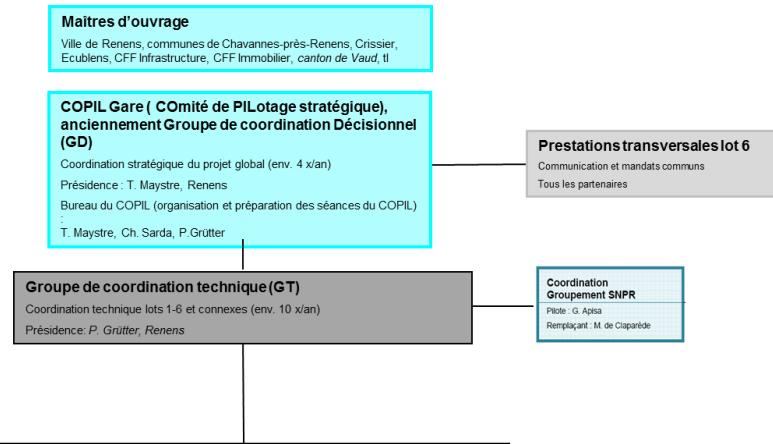 Maîtres d'ouvrage
Ville de Renens, communes de Chavannes-près-Renens, Crissier,
Ecublens, CFF Infrastructure, CFF Immobilier, canton de Vaud, tl
COPIL Gare ( COmité de PILotage stratégique),
anciennement Groupe de coordination Décisionnel
(GD)
Coordination stratégique du projet global (env. 4 x/an)
Présidence : T. Maystre, Renens
Bureau du COPIL (organisation et préparation des séances du COPIL)
:
T. Maystre, Ch. Sarda, P.Grütter
Prestations transversales lot 6
Communication et mandats communs
Tous les partenaires
Groupe de coordination technique (GT)
Coordination technique lots 1-6 et connexes (env. 10 x/an)
Présidence: P. Grütter, Renens
Coordination
Groupement SNPR
Pilote : G. Apisa
Remplaçant : M. de Claparède